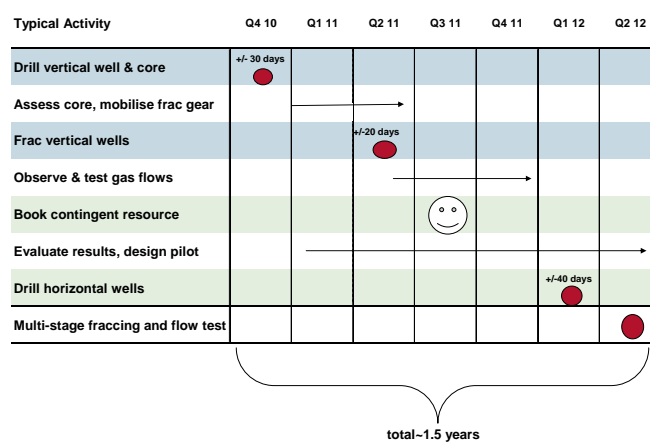 Typical Activity Q4 10 Q1 11 Q2 11 Q3 11 Q4 11 Q1 12 Q2 12
Drill vertical well & core +/- 30 days
Assess core, mobilise frac gear
Frac vertical wells +/-20 days
Observe & test gas flows
Book contingent resource
Evaluate results, design pilot
Drill horizontal wells +/-40 days
Multi-stage fraccing and flow test
total~1.5 years